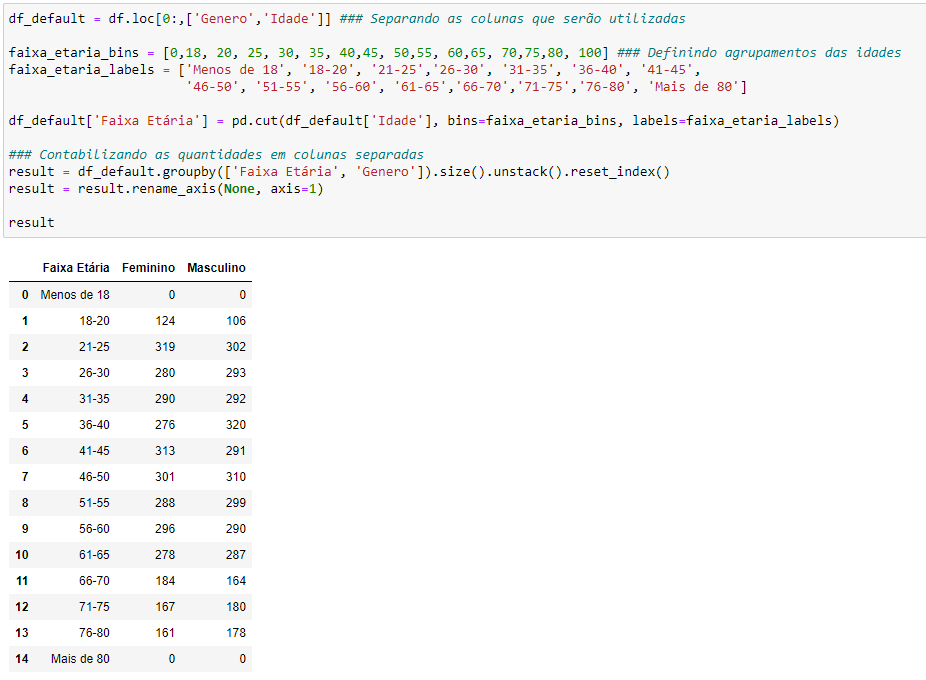 df_default = df.loc[0:,['Genero','Idade']] ### Separando as colunas que serão utilizadas
faixa_etaria_bins = [0,18, 20, 25, 30, 35, 40,45, 50,55, 60,65, 70,75,80, 100] ### Definindo agrupamentos das idades
faixa_etaria_labels = ['Menos de 18', '18-20', '21-25','26-30', '31-35', '36-40', '41-45',
'46-50', '51-55', '56-60', '61-65','66-70','71-75','76-80', 'Mais de 80']
df_default['Faixa Etária'] = pd.cut(df_default['Idade'], bins=faixa_etaria_bins, labels=faixa_etaria_labels)
### Contabilizando as quantidades em colunas separadas
result = df_default.groupby(['Faixa Etária', 'Genero']).size().unstack().reset_index()
result = result.rename_axis(None, axis=1)
result
Faixa Etária Feminino Masculino
0 Menos de 18 0 0
1 18-20 124 106
2 21-25 319 302
3 26-30 280 293
4 31-35 290 292
5 36-40 276 320
6 41-45 313 291
7 46-50 301 310
8 51-55 288 299
9 56-60 296 290
10 61-65 278 287
11 66-70 184 164
12 71-75 167 180
13 76-80 161 178
14 Mais de 80 0 0